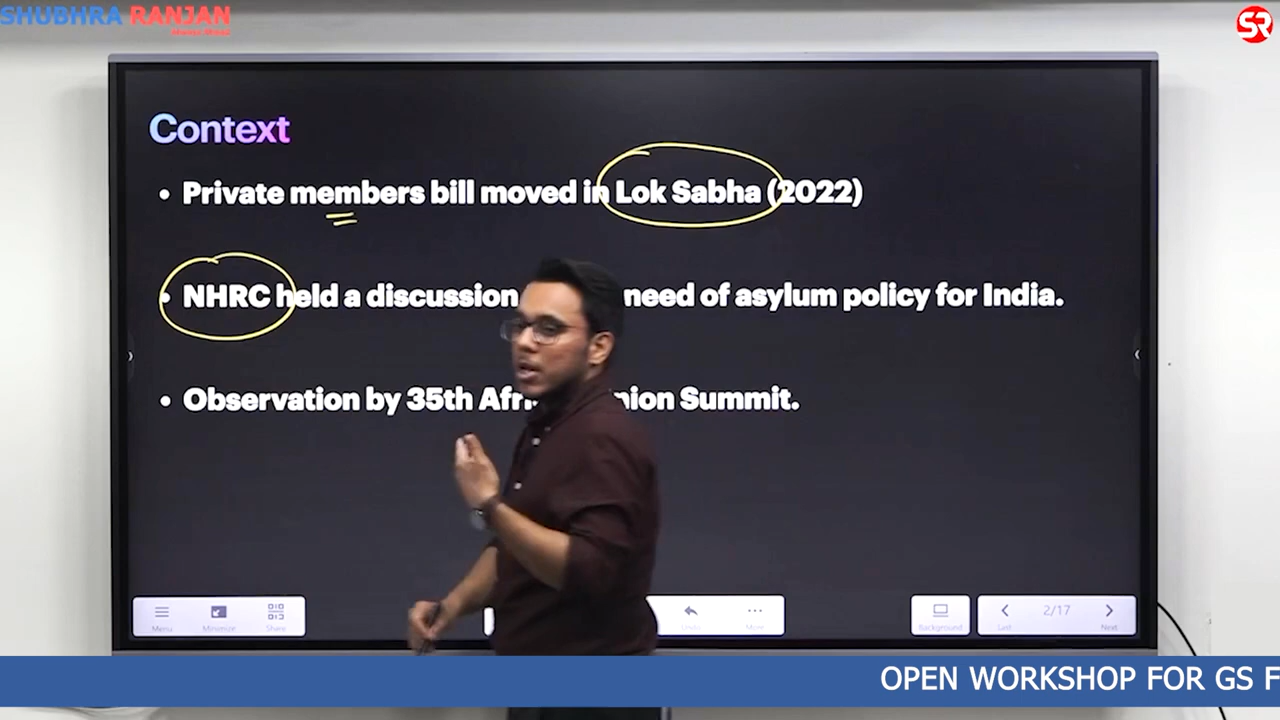 SHUBHRA RANJAN
Context
• Private members bill moved in Lok Sabha (2022)
• NHRC held a discussion need of asylum policy for India.
• Observation by 35th Summit.
Menu Minimize Share Undo More Background Last 2/17 Next
OPEN WORKSHOP FOR GS F
SR